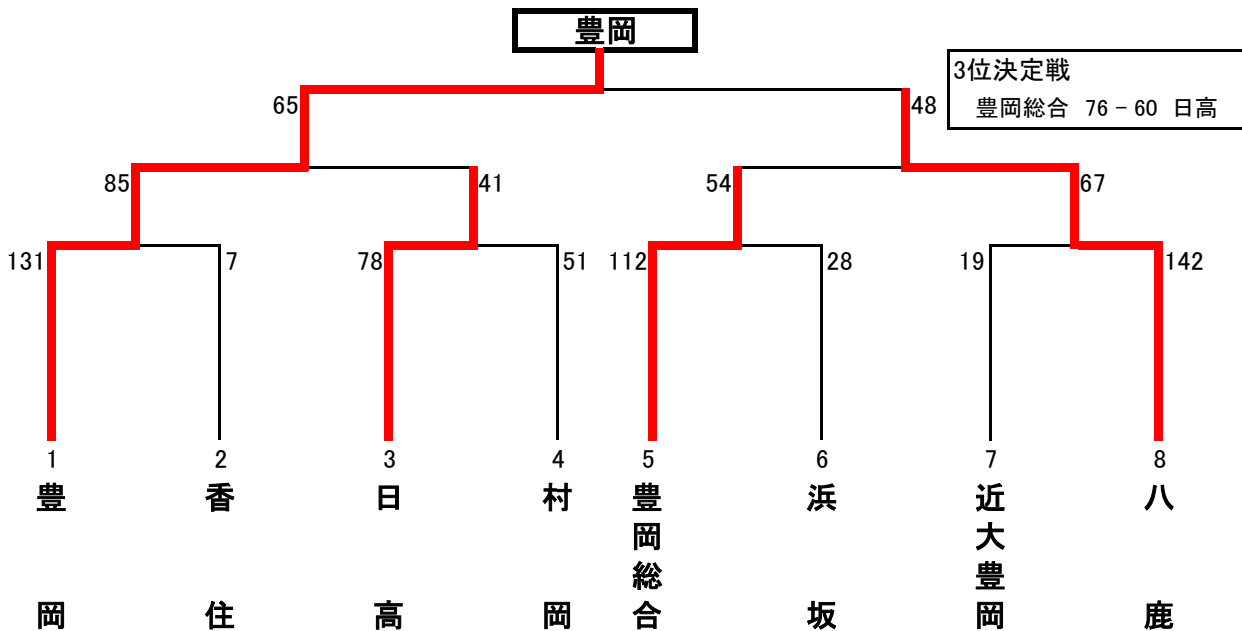 豊岡
3位決定戦
豊岡総合 76 - 60 日高
65 48
85 41 54 67
131 7 78 51 112 28 19 142
1 2 3 4 5 6 7 8
豊岡
香住
日高
村岡
豊岡総合
浜坂
近大豊岡
八鹿